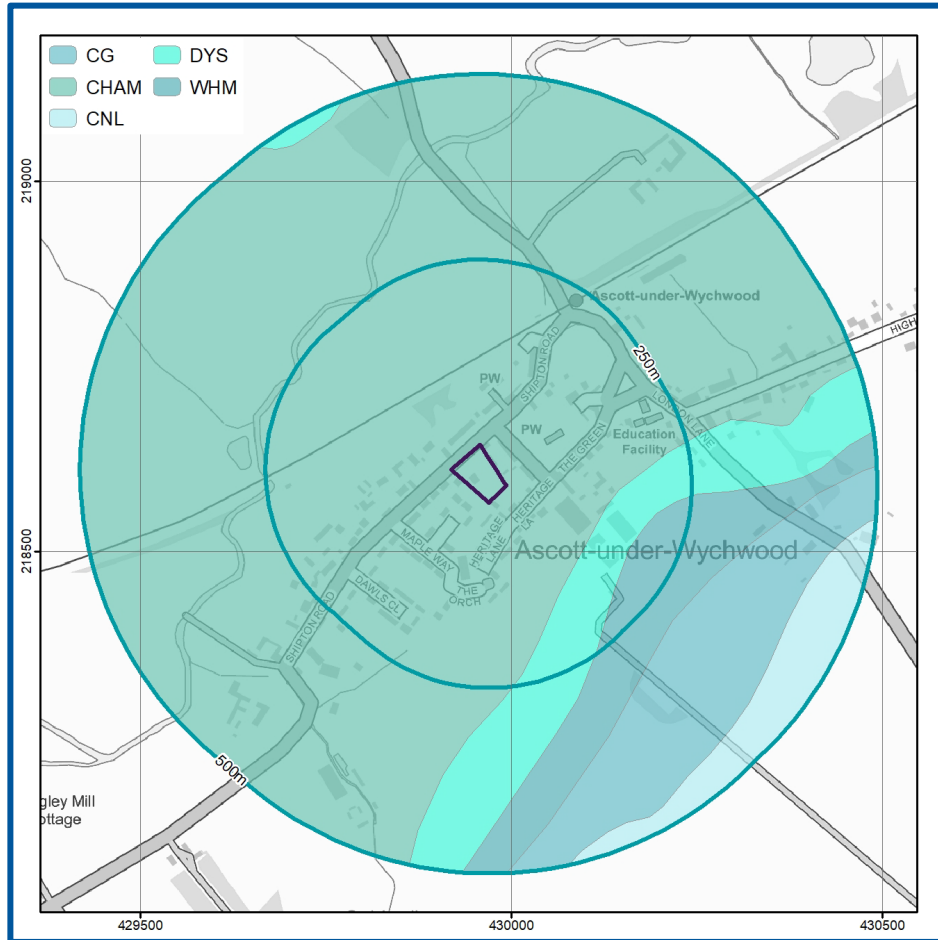 CG
DYS
CHAM
WHM
CNL
219000
218500
Ascott-under-Wychwood
HIGH
SHIPTON ROAD
250m
PW
LONDON LANE
PW
THE GREEN
Education
Facility
HERITAGE
LA
HERITAGE
LANE
Ascott-under-Wychwood
MAPLE WAY
THE
ORCH
DAWLS CL
SHIPTON ROAD
500m
gley Mill
ottage
429500
430000
430500